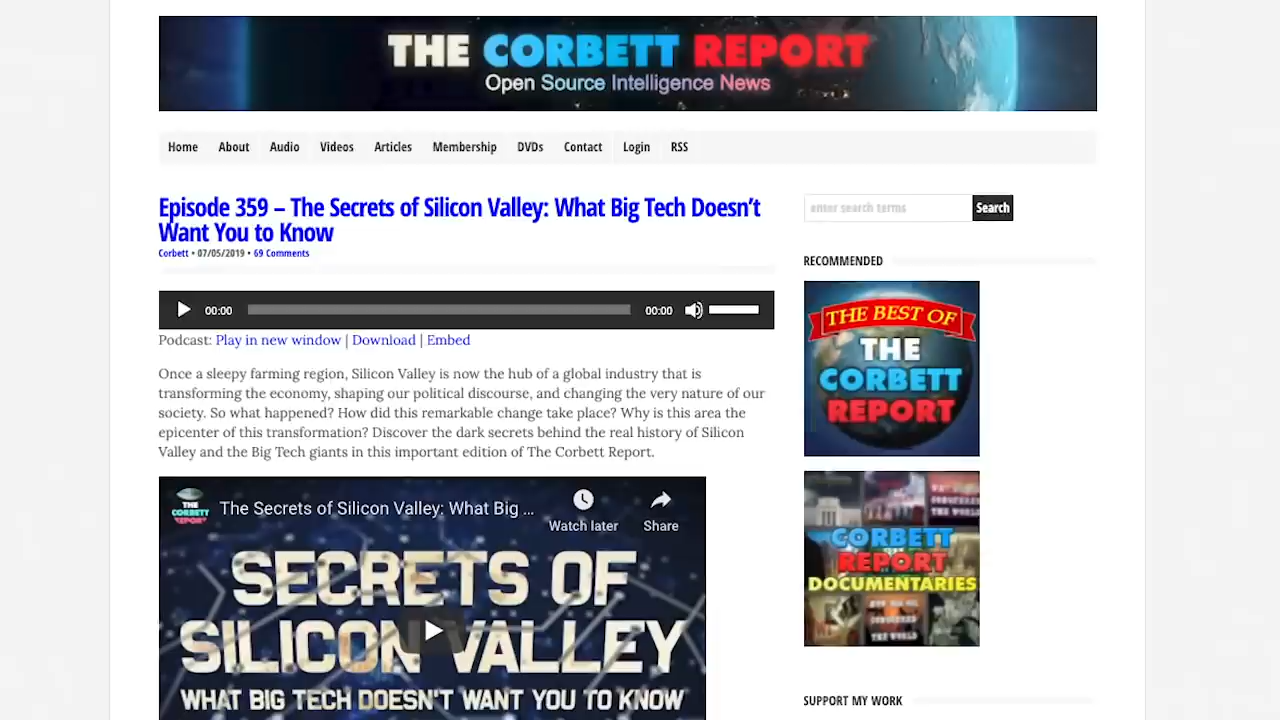 THE CORBETT REPORT
Open Source Intelligence News
Home About Audio Videos Articles Membership DVDs Contact Login RSS
Episode 359 – The Secrets of Silicon Valley: What Big Tech Doesn’t
Want You to Know
Corbett • 07/05/2019 • 69 Comments
00:00 00:00
Podcast: Play in new window | Download | Embed
Once a sleepy farming region, Silicon Valley is now the hub of a global industry that is
transforming the economy, shaping our political discourse, and changing the very nature of our
society. So what happened? How did this remarkable change take place? Why is this area the
epicenter of this transformation? Discover the dark secrets behind the real history of Silicon
Valley and the Big Tech giants in this important edition of The Corbett Report.
THE
CORBETT
REPORT
The Secrets of Silicon Valley: What Big ...
Watch later
Share
SECRETS OF
SILICON VALLEY
WHAT BIG TECH DOESN'T WANT YOU TO KNOW
enter search terms
Search
RECOMMENDED
THE BEST OF
THE
CORBETT
REPORT
CORBETT
REPORT
DOCUMENTARIES
SUPPORT MY WORK